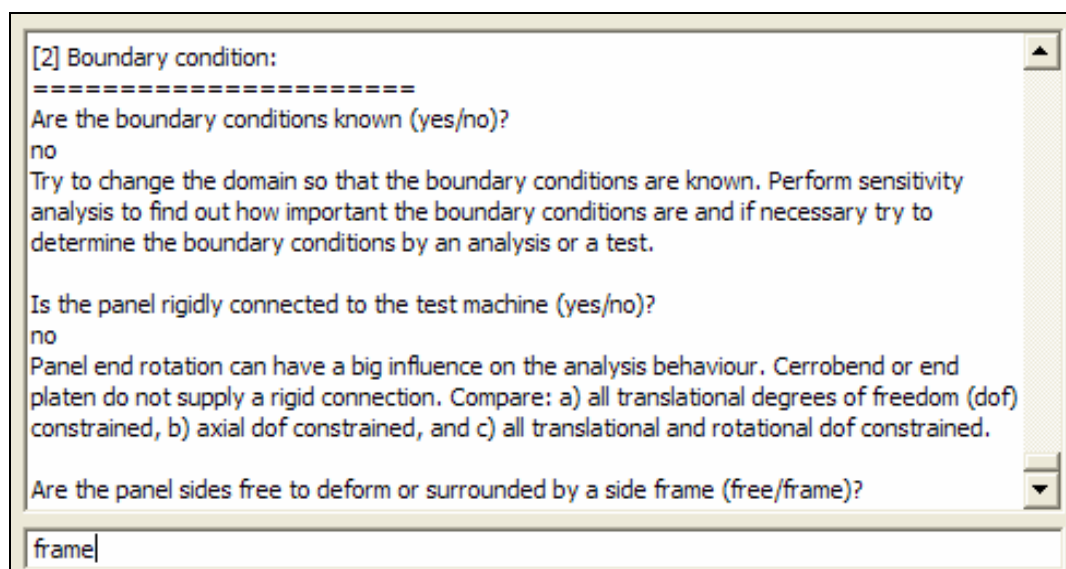 [2] Boundary condition:
=======================
Are the boundary conditions known (yes/no)?
no
Try to change the domain so that the boundary conditions are known. Perform sensitivity
analysis to find out how important the boundary conditions are and if necessary try to
determine the boundary conditions by an analysis or a test.
Is the panel rigidly connected to the test machine (yes/no)?
no
Panel end rotation can have a big influence on the analysis behaviour. Cerrobend or end
platen do not supply a rigid connection. Compare: a) all translational degrees of freedom (dof)
constrained, b) axial dof constrained, and c) all translational and rotational dof constrained.
Are the panel sides free to deform or surrounded by a side frame (free/frame)?
frame